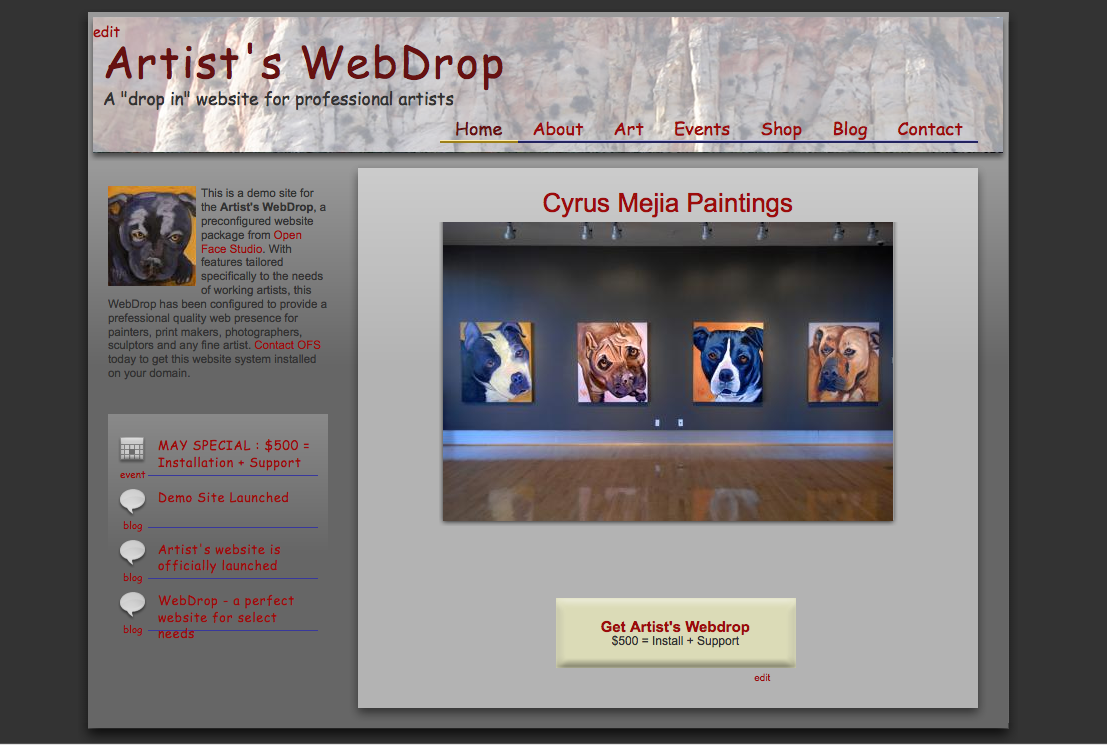 edit
Artist's WebDrop
A "drop in" website for professional artists
Home About Art Events Shop Blog Contact
This is a demo site for
the Artist's WebDrop, a
preconfigured website
package from Open
Face Studio. With
features tailored
specifically to the needs
of working artists, this
WebDrop has been configured to provide a
prefessional quality web presence for
painters, print makers, photographers,
sculptors and any fine artist. Contact OFS
today to get this website system installed
on your domain.
MAY SPECIAL : $500 =
Installation + Support
event
Demo Site Launched
blog
Artist's website is
officially launched
blog
WebDrop - a perfect
website for select
needs
blog
Cyrus Mejia Paintings
Get Artist's Webdrop
$500 = Install + Support
edit